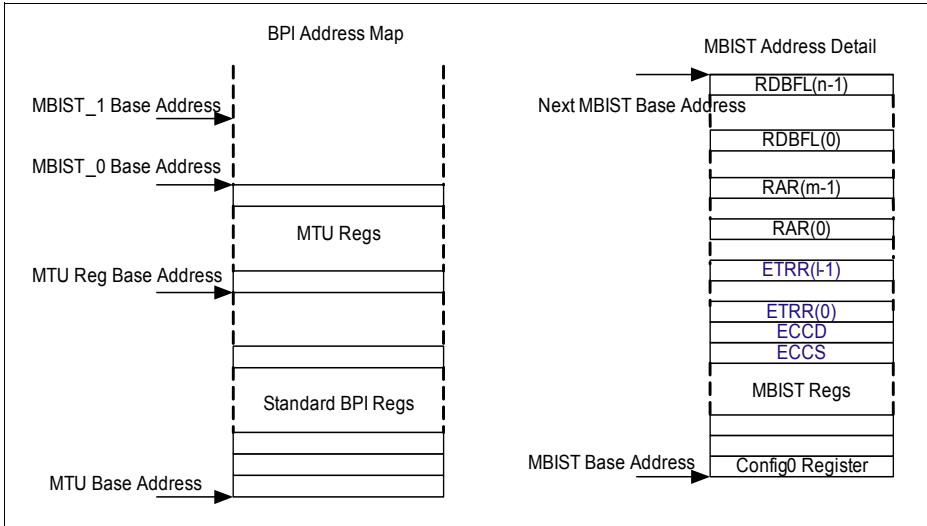 BPI Address Map
MBIST_1 Base Address
MBIST_0 Base Address
MTU Regs
MTU Reg Base Address
Standard BPI Regs
MTU Base Address
MBIST Address Detail
RDBFL(n-1)
Next MBIST Base Address
RDBFL(0)
RAR(m-1)
RAR(0)
ETRR(l-1)
ETRR(0)
ECCD
ECCS
MBIST Regs
MBIST Base Address
Config0 Register